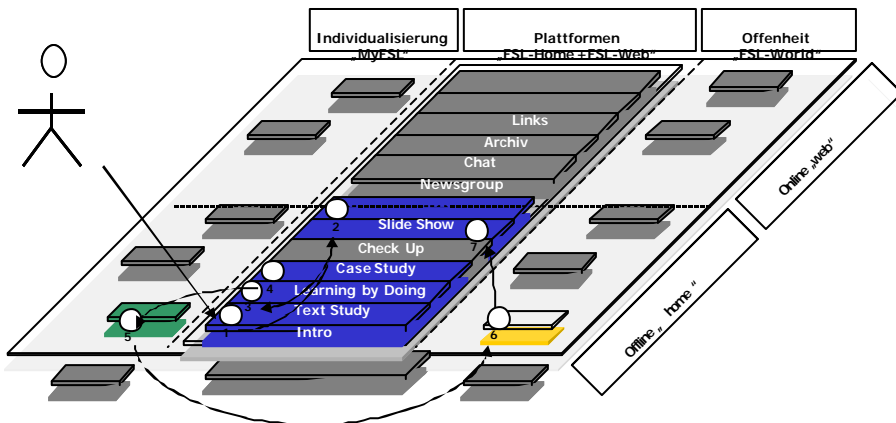 Individualisierung
„MyFSL“
Plattformen
„FSL-Home+FSL-Web“
Offenheit
„FSL-World“
Links
Archiv
Chat
Newsgroup
Slide Show
Check Up
Case Study
Learning by Doing
Text Study
Intro
2
7
4
3
1
5
6
Online „web“
Offline „home“